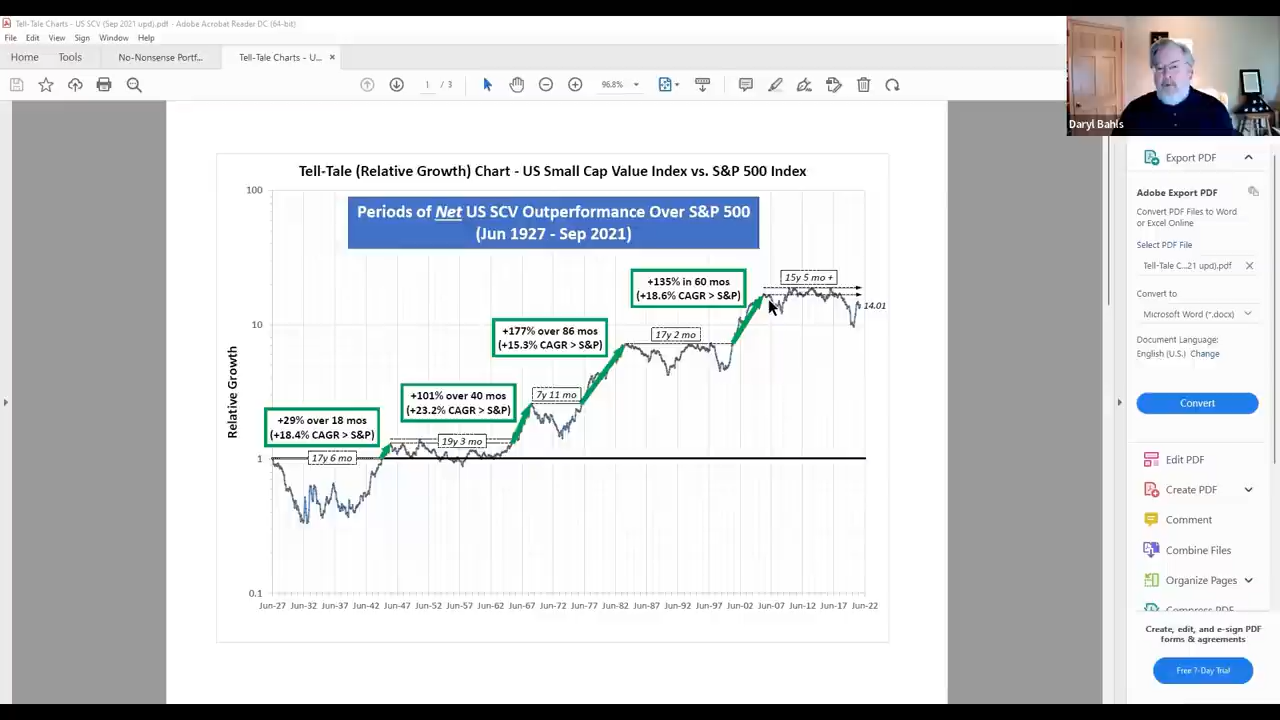 Tell-Tale Charts - US SCV (Sep 2021 upd).pdf - Adobe Acrobat Reader DC (64-bit)
File Edit View Sign Window Help
Home Tools No-Nonsense Portf... Tell-Tale Charts - U... ×
1 / 3 96.8%
Daryl Bahls
Tell-Tale (Relative Growth) Chart - US Small Cap Value Index vs. S&P 500 Index
Periods of Net US SCV Outperformance Over S&P 500
(Jun 1927 - Sep 2021)
Relative Growth
100
10
1
0.1
+29% over 18 mos
(+18.4% CAGR > S&P)
17y 6 mo
+101% over 40 mos
(+23.2% CAGR > S&P)
19y 3 mo
+177% over 86 mos
(+15.3% CAGR > S&P)
7y 11 mo
+135% in 60 mos
(+18.6% CAGR > S&P)
17y 2 mo
15y 5 mo +
14.01
Jun-27 Jun-32 Jun-37 Jun-42 Jun-47 Jun-52 Jun-57 Jun-62 Jun-67 Jun-72 Jun-77 Jun-82 Jun-87 Jun-92 Jun-97 Jun-02 Jun-07 Jun-12 Jun-17 Jun-22
Export PDF
Adobe Export PDF
Convert PDF Files to Word
or Excel Online
Select PDF File
Tell-Tale C...21 upd).pdf ×
Convert to
Microsoft Word (*.docx)
Document Language:
English (U.S.) Change
Convert
Edit PDF
Create PDF
Comment
Combine Files
Organize Pages
Compress PDF
Create, edit, and e-sign PDF
forms & agreements
Free 7-Day Trial